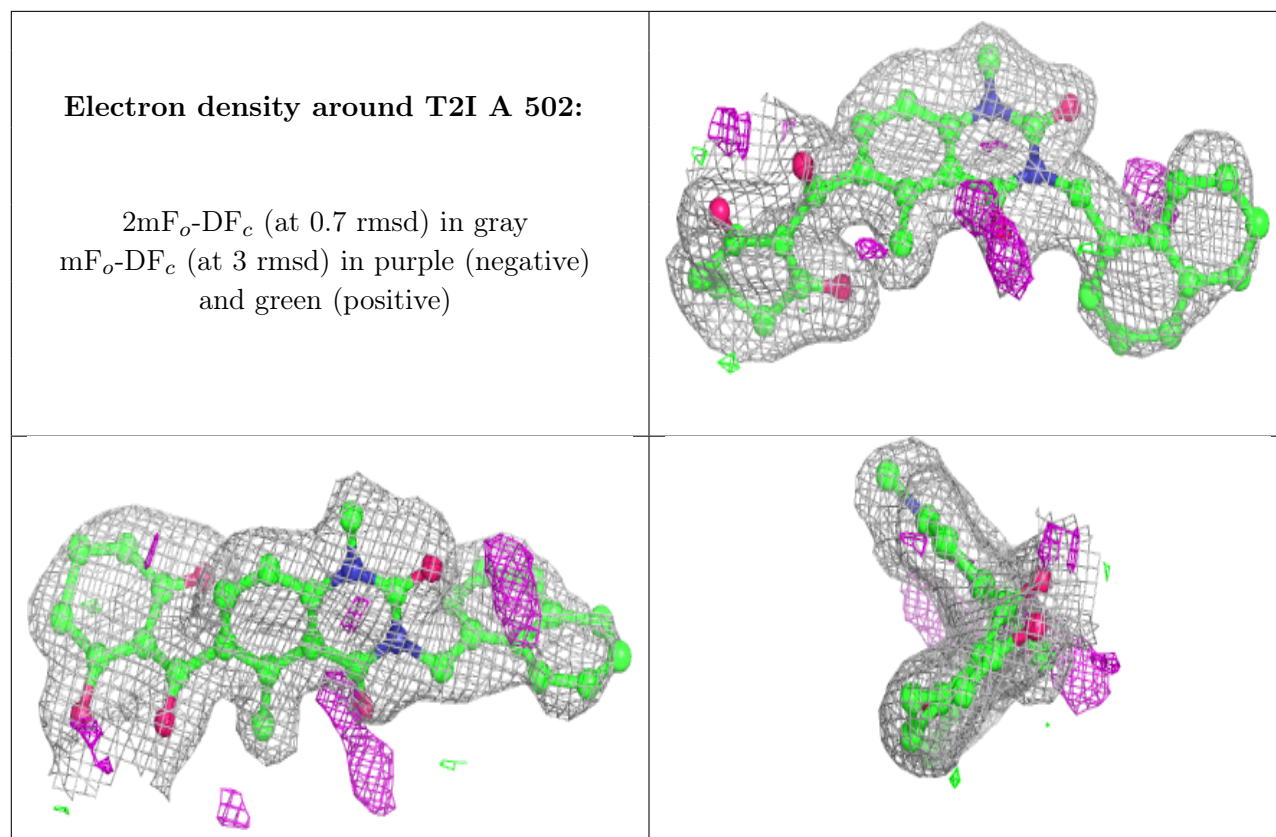 Electron density around T2I A 502:
2mFₒ-DF𝒸 (at 0.7 rmsd) in gray
mFₒ-DF𝒸 (at 3 rmsd) in purple (negative)
and green (positive)